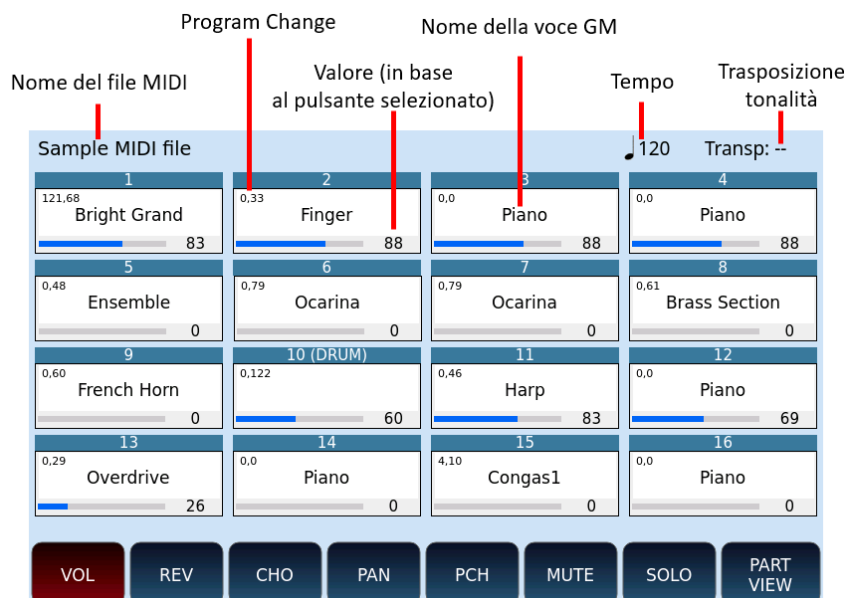 Program Change
Nome della voce GM
Nome del file MIDI
Valore (in base
al pulsante selezionato)
Tempo
Trasposizione
tonalità
Sample MIDI file
120
Transp: --
1
2
3
4
121,68
Bright Grand
83
0,33
Finger
88
0,0
Piano
88
0,0
Piano
88
5
6
7
8
0,48
Ensemble
0
0,79
Ocarina
0
0,79
Ocarina
0
0,61
Brass Section
0
9
10 (DRUM)
11
12
0,60
French Horn
0
0,122
60
0,46
Harp
83
0,0
Piano
69
13
14
15
16
0,29
Overdrive
26
0,0
Piano
0
4,10
Congas1
0
0,0
Piano
0
VOL
REV
CHO
PAN
PCH
MUTE
SOLO
PART
VIEW